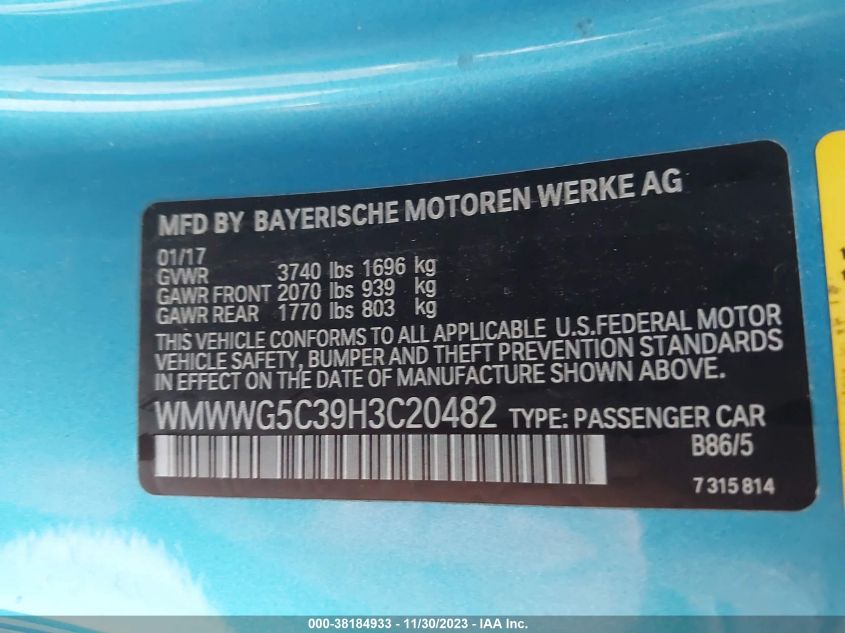 MFD BY BAYERISCHE MOTOREN WERKE AG
01/17
GVWR 3740 lbs 1696 kg
GAWR FRONT 2070 lbs 939 kg
GAWR REAR 1770 lbs 803 kg
THIS VEHICLE CONFORMS TO ALL APPLICABLE U.S.FEDERAL MOTOR
VEHICLE SAFETY, BUMPER AND THEFT PREVENTION STANDARDS
IN EFFECT ON THE DATE OF MANUFACTURE SHOWN ABOVE.
WMWWG5C39H3C20482 TYPE: PASSENGER CAR
B86/5
7 315 814
000-38184933 - 11/30/2023 - IAA Inc.